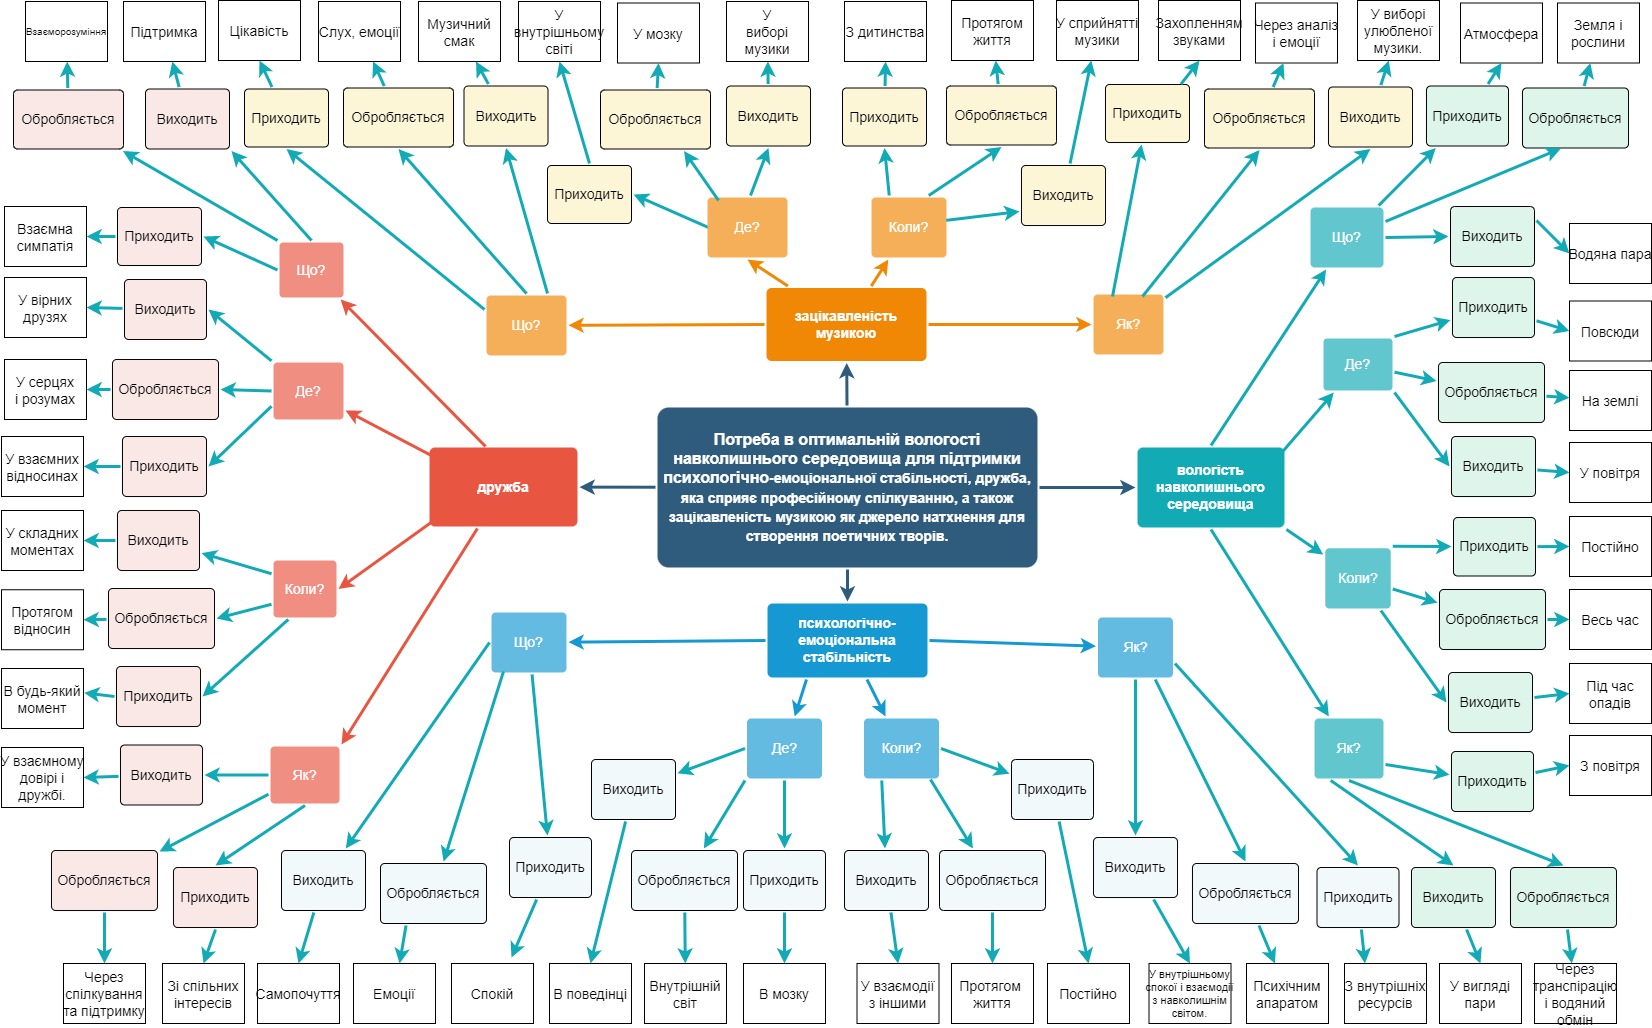 Взаєморозуміння
Підтримка
Цікавість
Слух, емоції
Музичний
смак
У
внутрішньому
світі
У мозку
У
виборі
музики
З дитинства
Протягом
життя
У сприйнятті
музики
Захопленням
звуками
Через аналіз
і емоції
У виборі
улюбленої
музики.
Атмосфера
Земля і
рослини
Обробляється
Виходить
Приходить
Обробляється
Виходить
Обробляється
Виходить
Приходить
Обробляється
Приходить
Обробляється
Виходить
Приходить
Обробляється
Приходить
Виходить
Взаємна
симпатія
Приходить
Що?
Де?
Коли?
Що?
Виходить
Водяна пара
У вірних
друзях
Виходить
Що?
зацікавленість
музикою
Як?
Приходить
Повсюди
У серцях
і розумах
Обробляється
Де?
Де?
Обробляється
На землі
У взаємних
відносинах
Приходить
дружба
Потреба в оптимальній вологості
навколишнього середовища для підтримки
психологічно-емоціональної стабільності, дружба,
яка сприяє професійному спілкуванню, а також
зацікавленість музикою як джерело натхнення для
створення поетичних творів.
вологість
навколишнього
середовища
Виходить
У повітря
У складних
моментах
Виходить
Коли?
Коли?
Приходить
Постійно
Протягом
відносин
Обробляється
Що?
психологічно-
емоціональна
стабільність
Як?
Обробляється
Весь час
В будь-який
момент
Приходить
Виходить
Під час
опадів
У взаємному
довірі і
дружбі.
Виходить
Як?
Де?
Коли?
Як?
Приходить
З повітря
Виходить
Приходить
Обробляється
Приходить
Виходить
Обробляється
Приходить
Обробляється
Приходить
Виходить
Обробляється
Виходить
Обробляється
Приходить
Виходить
Обробляється
Через
спілкування
та підтримку
Зі спільних
інтересів
Самопочуття
Емоції
Спокій
В поведінці
Внутрішній
світ
В мозку
У взаємодії
з іншими
Протягом
життя
Постійно
У внутрішньому
спокої і взаємодії
з навколишнім
світом.
Психічним
апаратом
З внутрішніх
ресурсів
У вигляді
пари
Через
транспірацію
і водяний
обмін